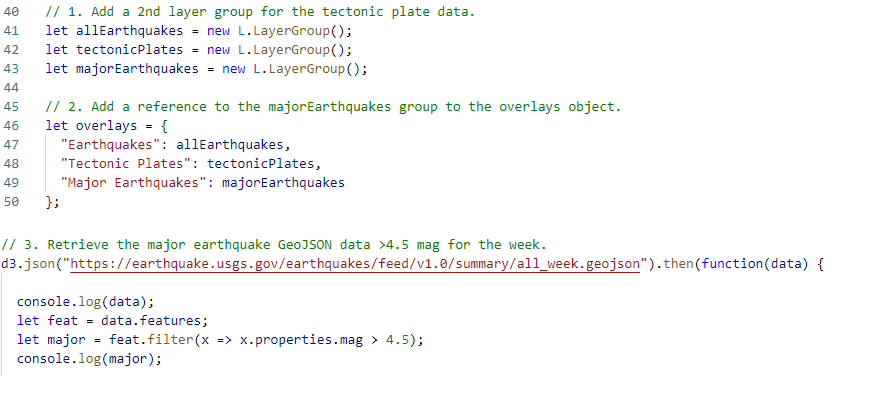 40 // 1. Add a 2nd layer group for the tectonic plate data.
41 let allEarthquakes = new L.LayerGroup();
42 let tectonicPlates = new L.LayerGroup();
43 let majorEarthquakes = new L.LayerGroup();
44
45 // 2. Add a reference to the majorEarthquakes group to the overlays object.
46 let overlays = {
47 "Earthquakes": allEarthquakes,
48 "Tectonic Plates": tectonicPlates,
49 "Major Earthquakes": majorEarthquakes
50 };
// 3. Retrieve the major earthquake GeoJSON data >4.5 mag for the week.
d3.json("https://earthquake.usgs.gov/earthquakes/feed/v1.0/summary/all_week.geojson").then(function(data) {
console.log(data);
let feat = data.features;
let major = feat.filter(x => x.properties.mag > 4.5);
console.log(major);